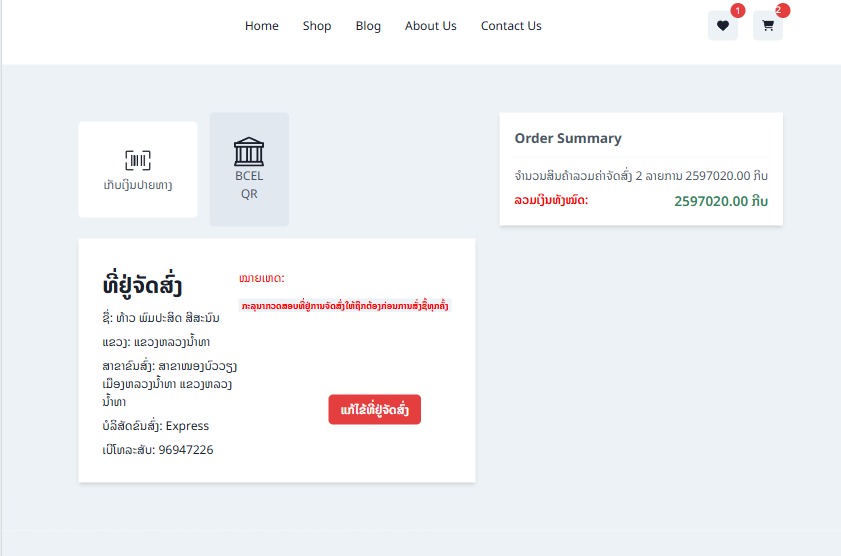 Home Shop Blog About Us Contact Us 1 2
ເກັບເງິນປາຍທາງ
BCEL
QR
Order Summary
ຈຳນວນສິນຄ້າລວມຄ່າຈັດສົ່ງ 2 ລາຍການ 2597020.00 ກີບ
ລວມເງິນທັງໝົດ: 2597020.00 ກີບ
ທີ່ຢູ່ຈັດສົ່ງ
ຊື່: ທ້າວ ພົມປະສິດ ສີສະນົນ
ແຂວງ: ແຂວງຫລວງນ້ຳທາ
ສາຂາຂົນສົ່ງ: ສາຂາໜອງບົວວຽງ
ເມືອງຫລວງນ້ຳທາ ແຂວງຫລວງ
ນ້ຳທາ
ບໍລິສັດຂົນສົ່ງ: Express
ເບີໂທລະສັບ: 96947226
ໝາຍເຫດ:
ກະລຸນາກວດສອບທີ່ຢູ່ການຈັດສົ່ງໃຫ້ຖືກຕ້ອງກ່ອນການສັ່ງຊື້ທຸກຄັ້ງ
ແກ້ໄຂ້ທີ່ຢູ່ຈັດສົ່ງ